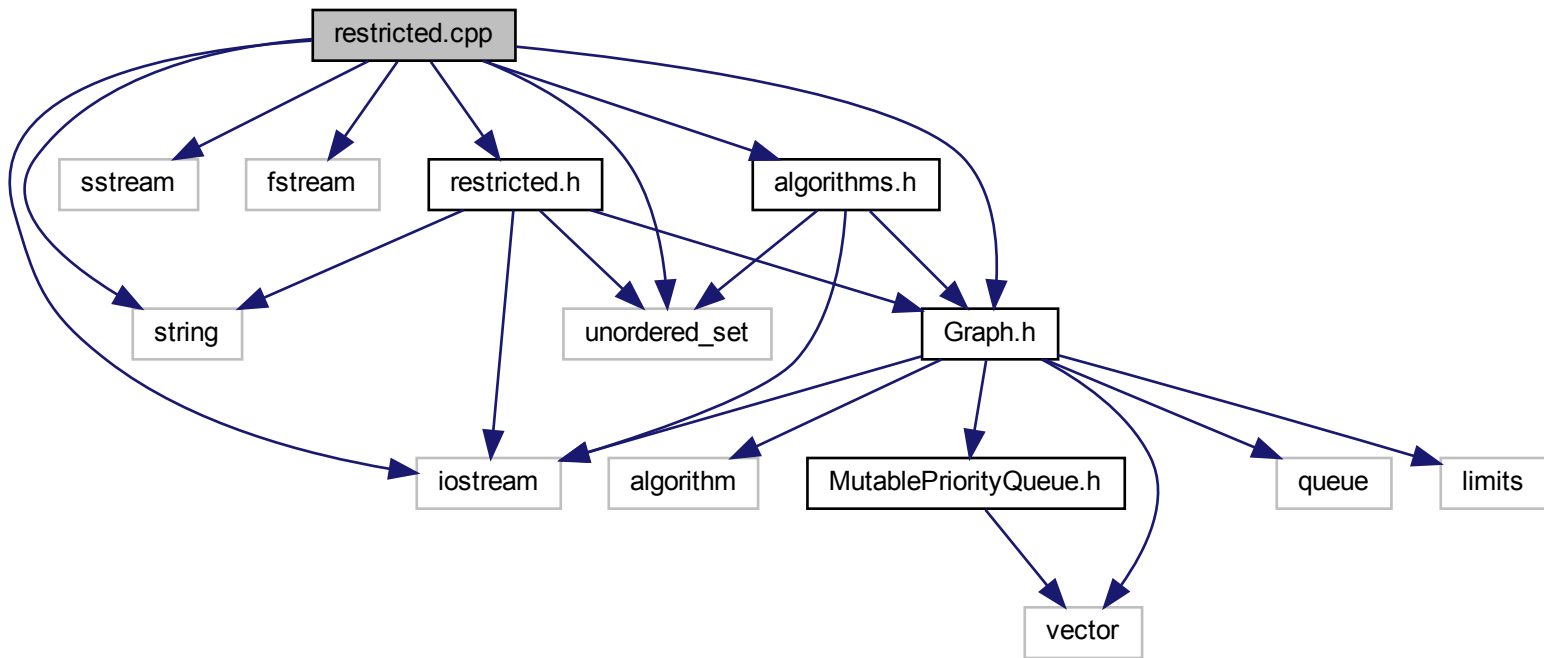 restricted.cpp
sstream
fstream
restricted.h
algorithms.h
string
unordered_set
Graph.h
iostream
algorithm
MutablePriorityQueue.h
queue
limits
vector